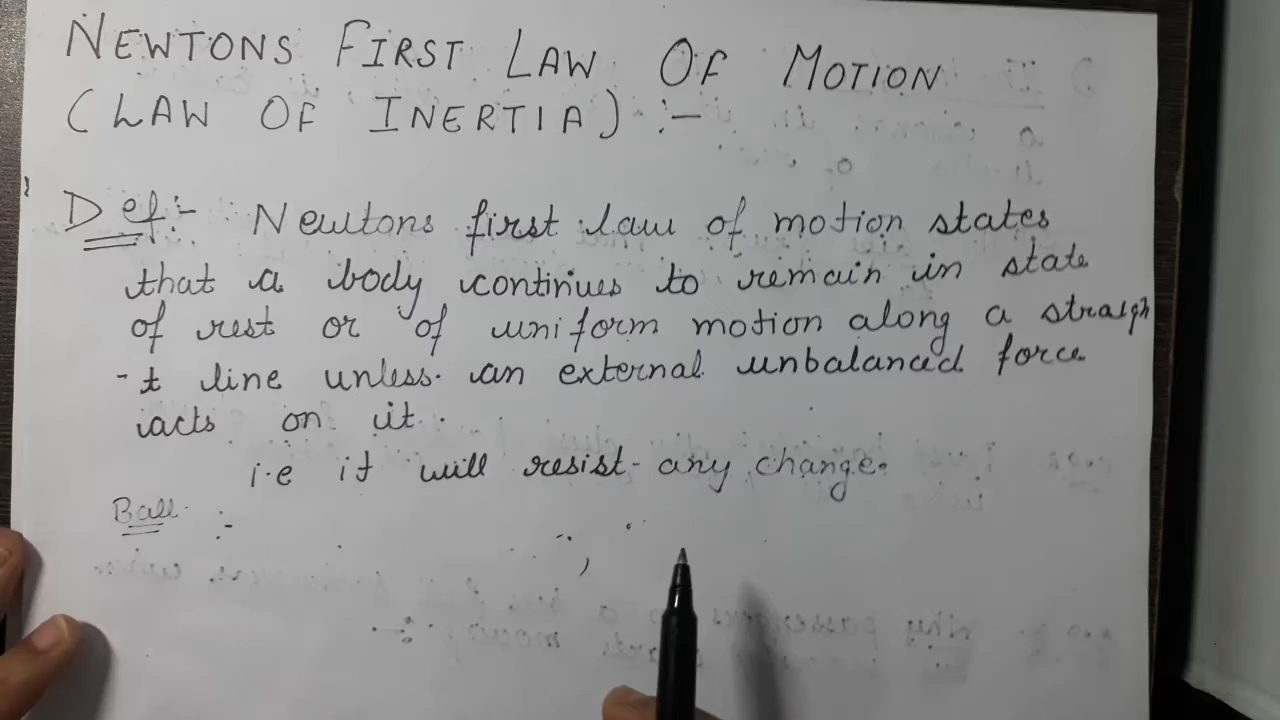 NEWTONS FIRST LAW OF MOTION
(LAW OF INERTIA) :-
Def:- Newtons first law of motion states
that a body continues to remain in state
of rest or of uniform motion along a straigh
-t line unless an external unbalanced force
acts on it.
i.e it will resist any change.
Ball :-